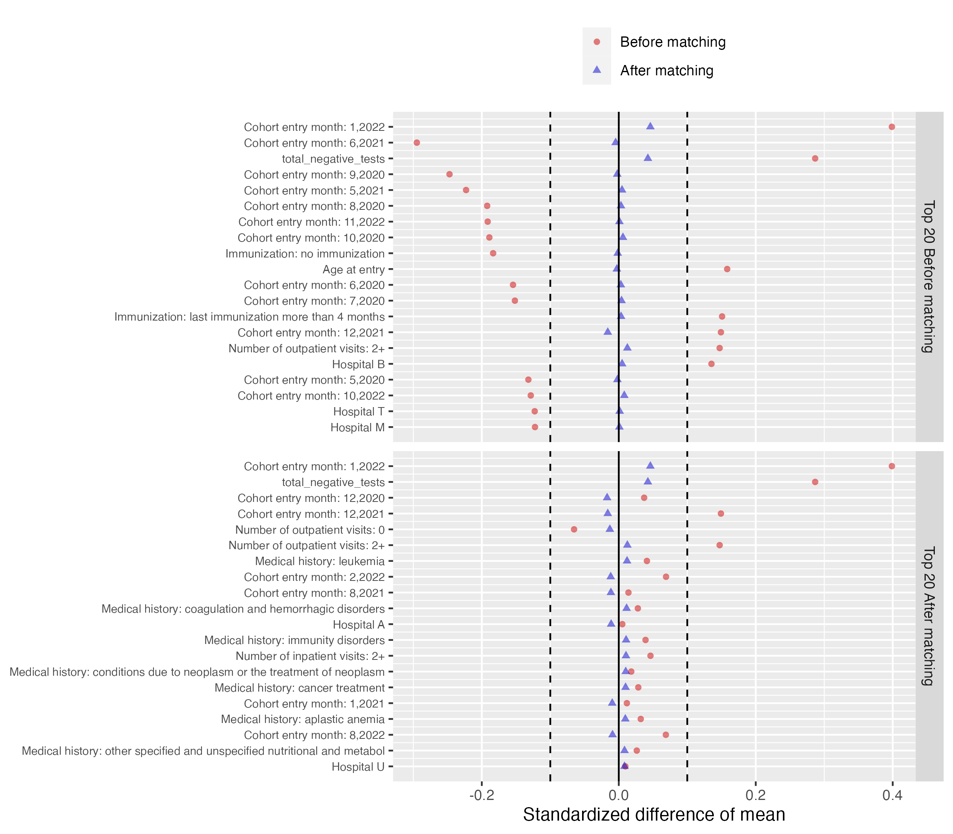 Before matching
After matching
Cohort entry month: 1,2022
Cohort entry month: 6,2021
total_negative_tests
Cohort entry month: 9,2020
Cohort entry month: 5,2021
Cohort entry month: 8,2020
Cohort entry month: 11,2022
Cohort entry month: 10,2020
Immunization: no immunization
Age at entry
Cohort entry month: 6,2020
Cohort entry month: 7,2020
Immunization: last immunization more than 4 months
Cohort entry month: 12,2021
Number of outpatient visits: 2+
Hospital B
Cohort entry month: 5,2020
Cohort entry month: 10,2022
Hospital T
Hospital M
Top 20 Before matching
Cohort entry month: 1,2022
total_negative_tests
Cohort entry month: 12,2020
Cohort entry month: 12,2021
Number of outpatient visits: 0
Number of outpatient visits: 2+
Medical history: leukemia
Cohort entry month: 2,2022
Cohort entry month: 8,2021
Medical history: coagulation and hemorrhagic disorders
Hospital A
Medical history: immunity disorders
Number of inpatient visits: 2+
Medical history: conditions due to neoplasm or the treatment of neoplasm
Medical history: cancer treatment
Cohort entry month: 1,2021
Medical history: aplastic anemia
Cohort entry month: 8,2022
Medical history: other specified and unspecified nutritional and metabol
Hospital U
Top 20 After matching
-0.2 0.0 0.2 0.4
Standardized difference of mean